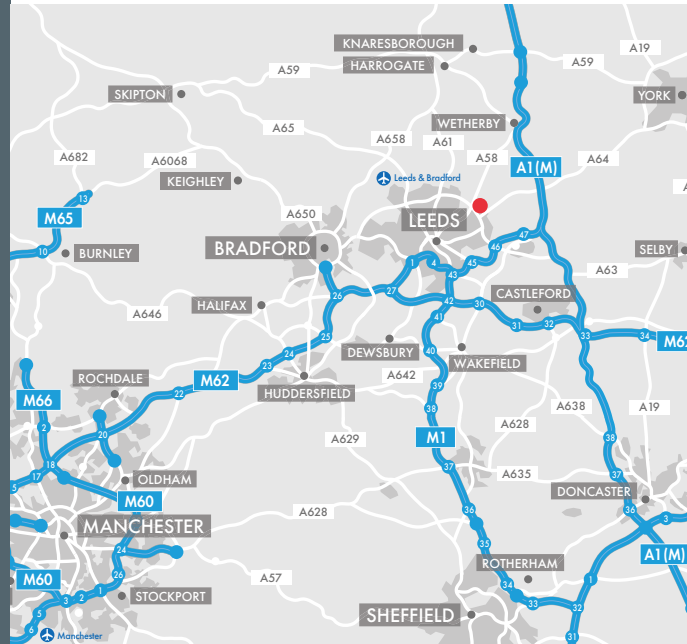 KNARESBOROUGH
A19
HARROGATE
A59
A59
SKIPTON
YORK
WETHERBY
A65
A658
A61
A682
A6068
A58
A64
A1(M)
KEIGHLEY
Leeds & Bradford
13
M65
A650
LEEDS
BRADFORD
47
46
10
BURNLEY
SELBY
1
4
45
43
A63
26
27
CASTLEFORD
HALIFAX
42
30
A646
41
31
32
25
33
34
M62
DEWSBURY
24
40
WAKEFIELD
23
ROCHDALE
M62
A642
39
22
HUDDERSFIELD
M66
38
A638
A19
2
20
M1
A628
38
A629
18
37
17
A635
37
5
OLDHAM
DONCASTER
M60
36
36
A628
3
MANCHESTER
35
24
A1(M)
ROTHERHAM
M60
26
A57
1
34
1
2
3
STOCKPORT
33
32
5
SHEFFIELD
6
Manchester
31